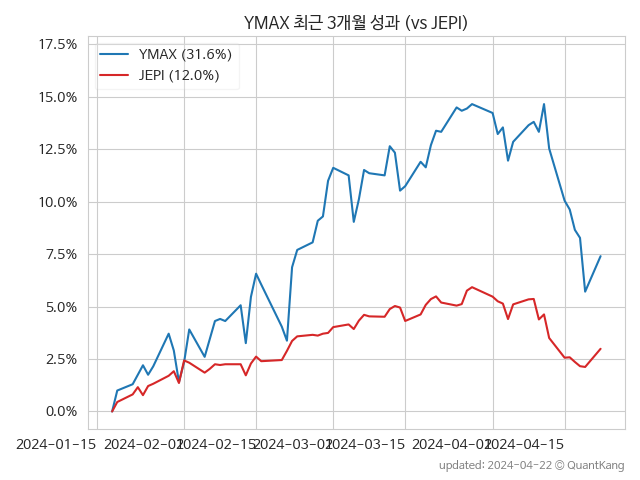 YMAX 최근 3개월 성과 (vs JEPI)
YMAX (31.6%)
JEPI (12.0%)
17.5%
15.0%
12.5%
10.0%
7.5%
5.0%
2.5%
0.0%
2024-01-15 2024-02-01 2024-02-15 2024-03-01 2024-03-15 2024-04-01 2024-04-15
updated: 2024-04-22 © QuantKang